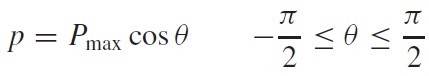 p = P_max cos θ     −π/2 ≤ θ ≤ π/2